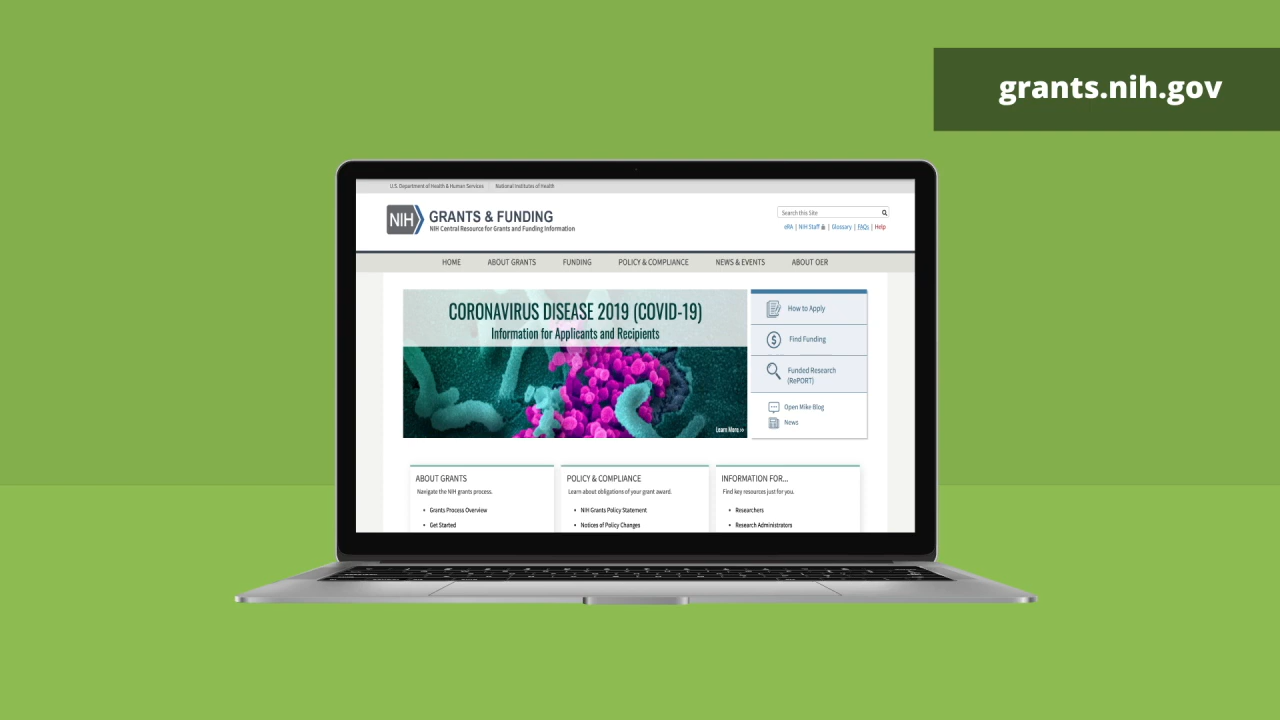 grants.nih.gov
U.S. Department of Health & Human Services National Institutes of Health
NIH GRANTS & FUNDING
NIH Central Resource for Grants and Funding Information
Search this Site
eRA | NIH Staff | Glossary | FAQs | Help
HOME ABOUT GRANTS FUNDING POLICY & COMPLIANCE NEWS & EVENTS ABOUT OER
CORONAVIRUS DISEASE 2019 (COVID-19)
Information for Applicants and Recipients
Learn More >>
How to Apply
Find Funding
Funded Research
(RePORT)
Open Mike Blog
News
ABOUT GRANTS
Navigate the NIH grants process.
• Grants Process Overview
• Get Started
POLICY & COMPLIANCE
Learn about obligations of your grant award.
• NIH Grants Policy Statement
• Notices of Policy Changes
INFORMATION FOR...
Find key resources just for you.
• Researchers
• Research Administrators